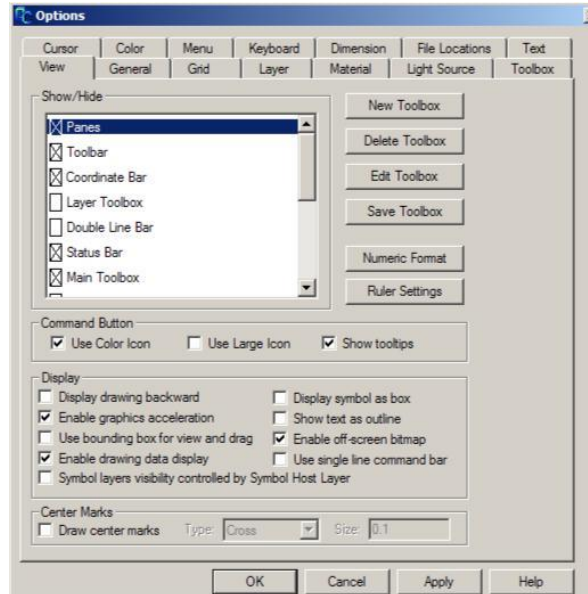 Options
Cursor Color Menu Keyboard Dimension File Locations Text
View General Grid Layer Material Light Source Toolbox
Show/Hide
Panes
Toolbar
Coordinate Bar
Layer Toolbox
Double Line Bar
Status Bar
Main Toolbox
New Toolbox
Delete Toolbox
Edit Toolbox
Save Toolbox
Numeric Format
Ruler Settings
Command Button
Use Color Icon Use Large Icon Show tooltips
Display
Display drawing backward Display symbol as box
Enable graphics acceleration Show text as outline
Use bounding box for view and drag Enable off-screen bitmap
Enable drawing data display Use single line command bar
Symbol layers visibility controlled by Symbol Host Layer
Center Marks
Draw center marks Type: Cross Size: 0.1
OK Cancel Apply Help